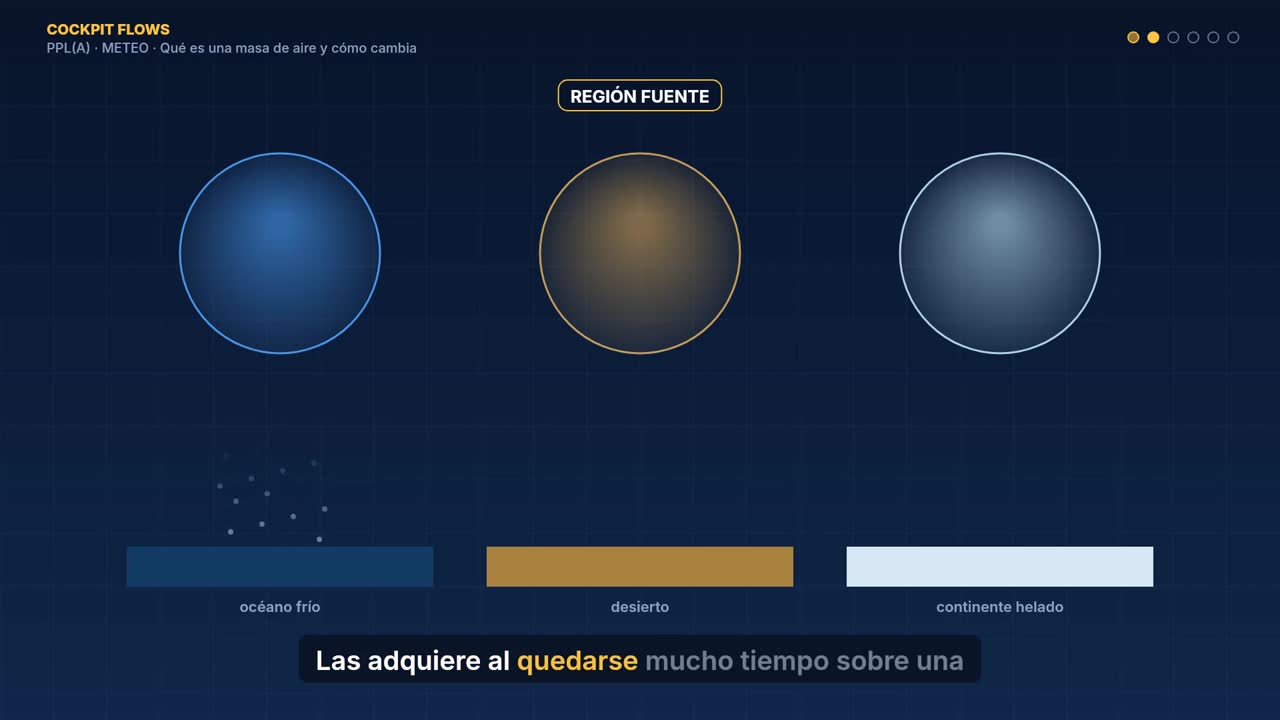 COCKPIT FLOWS
PPL(A) · METEO · Qué es una masa de aire y cómo cambia
REGIÓN FUENTE
océano frío
desierto
continente helado
Las adquiere al quedarse mucho tiempo sobre una